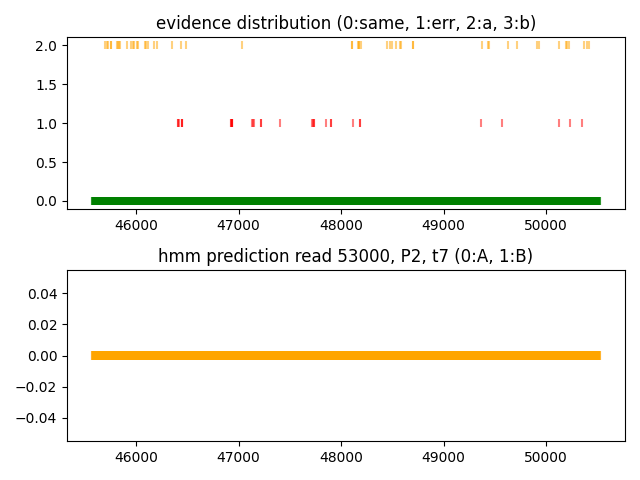 evidence distribution (0:same, 1:err, 2:a, 3:b)
2.0
1.5
1.0
0.5
0.0
46000 47000 48000 49000 50000
hmm prediction read 53000, P2, t7 (0:A, 1:B)
0.04
0.02
0.00
−0.02
−0.04
46000 47000 48000 49000 50000